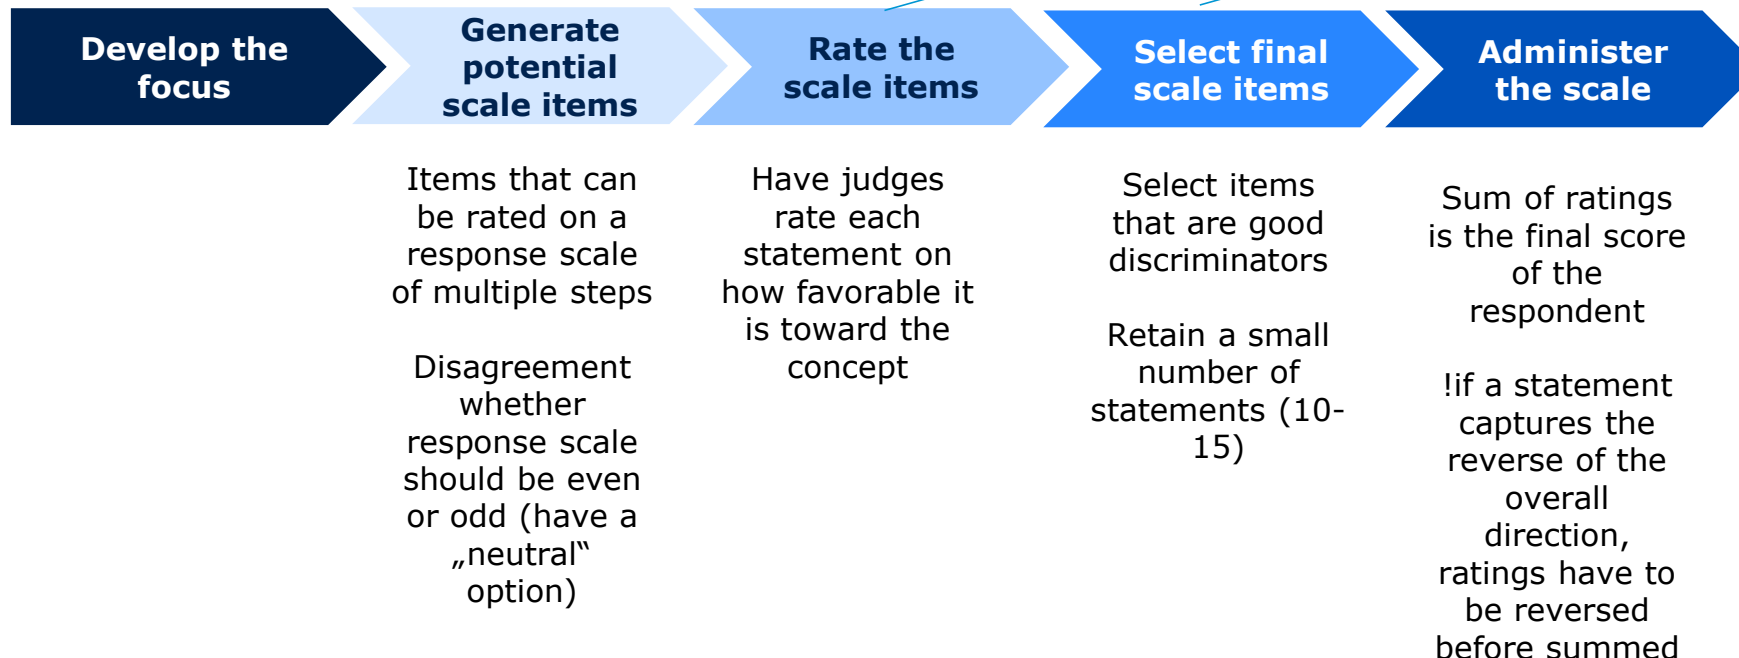 Develop the
focus
Generate
potential
scale items
Rate the
scale items
Select final
scale items
Administer
the scale
Items that can
be rated on a
response scale
of multiple steps
Disagreement
whether
response scale
should be even
or odd (have a
„neutral‟
option)
Have judges
rate each
statement on
how favorable it
is toward the
concept
Select items
that are good
discriminators
Retain a small
number of
statements (10-
15)
Sum of ratings
is the final score
of the
respondent
!if a statement
captures the
reverse of the
overall
direction,
ratings have to
be reversed
before summed